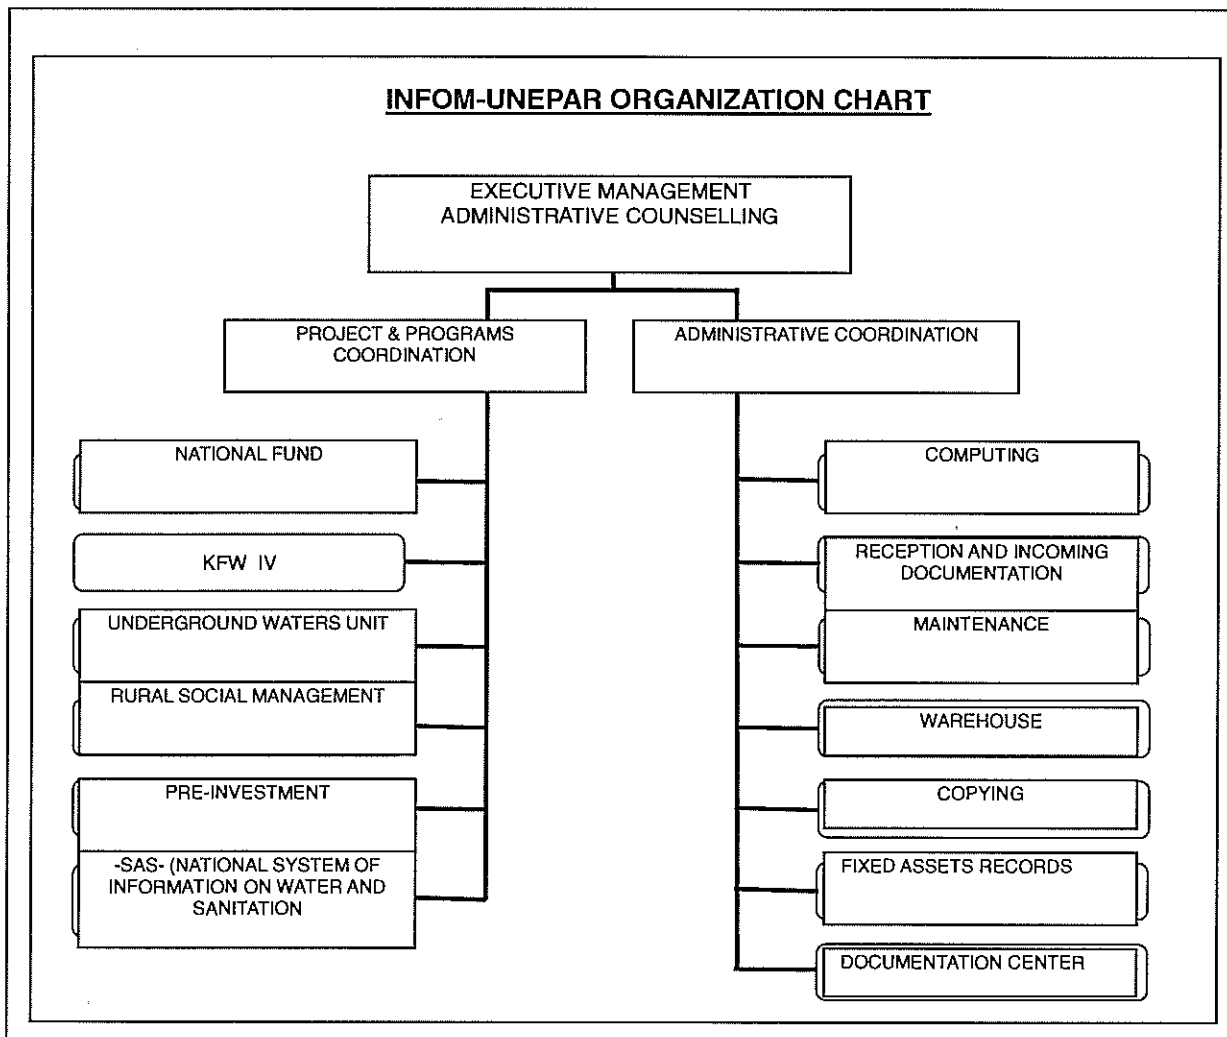 INFOM-UNEPAR ORGANIZATION CHART
EXECUTIVE MANAGEMENT
ADMINISTRATIVE COUNSELLING
PROJECT & PROGRAMS
COORDINATION
ADMINISTRATIVE COORDINATION
NATIONAL FUND
KFW IV
UNDERGROUND WATERS UNIT
RURAL SOCIAL MANAGEMENT
PRE-INVESTMENT
-SAS- (NATIONAL SYSTEM OF
INFORMATION ON WATER AND
SANITATION
COMPUTING
RECEPTION AND INCOMING
DOCUMENTATION
MAINTENANCE
WAREHOUSE
COPYING
FIXED ASSETS RECORDS
DOCUMENTATION CENTER